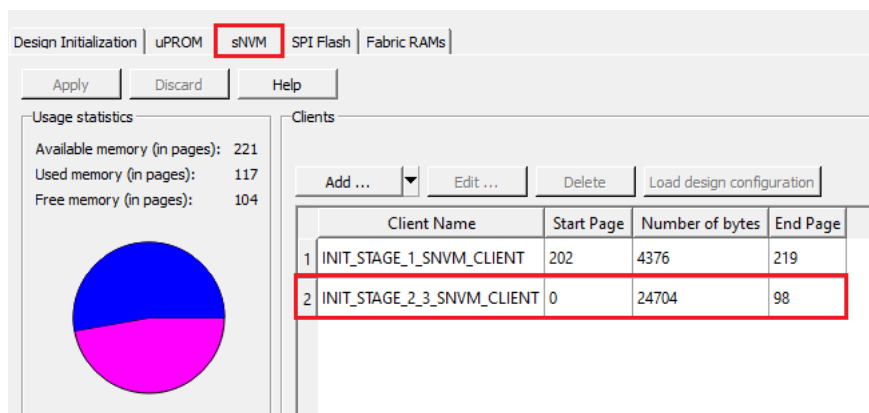 Design Initialization uPROM sNVM SPI Flash Fabric RAMs
Apply Discard Help
Usage statistics
Available memory (in pages): 221
Used memory (in pages): 117
Free memory (in pages): 104
Clients
Add ... Edit ... Delete Load design configuration
Client Name Start Page Number of bytes End Page
1 INIT_STAGE_1_SNVM_CLIENT 202 4376 219
2 INIT_STAGE_2_3_SNVM_CLIENT 0 24704 98